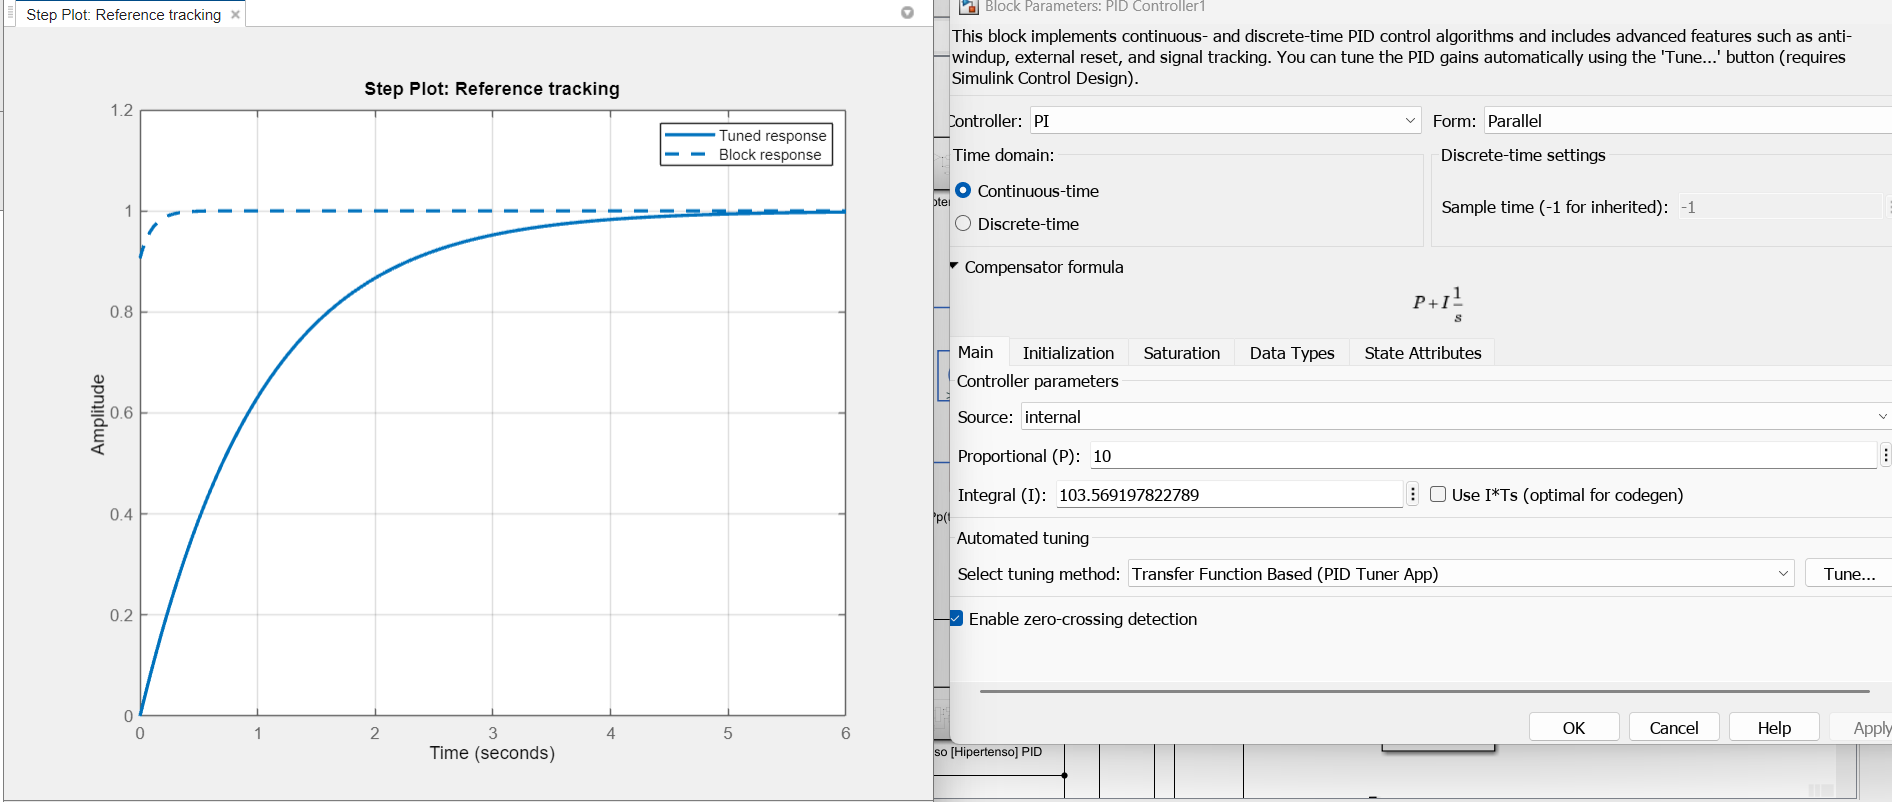 Step Plot: Reference tracking
Step Plot: Reference tracking
Tuned response
Block response
1.2
1
0.8
0.6
0.4
0.2
0
0 1 2 3 4 5 6
Amplitude
Time (seconds)
Block Parameters: PID Controller1
This block implements continuous- and discrete-time PID control algorithms and includes advanced features such as anti-
windup, external reset, and signal tracking. You can tune the PID gains automatically using the 'Tune...' button (requires
Simulink Control Design).
Controller: PI Form: Parallel
Time domain:
Continuous-time
Discrete-time
Discrete-time settings
Sample time (-1 for inherited): -1
Compensator formula
P + I 1/s
Main Initialization Saturation Data Types State Attributes
Controller parameters
Source: internal
Proportional (P): 10
Integral (I): 103.569197822789 Use I*Ts (optimal for codegen)
Automated tuning
Select tuning method: Transfer Function Based (PID Tuner App) Tune...
Enable zero-crossing detection
OK Cancel Help Apply
so [Hipertenso] PID